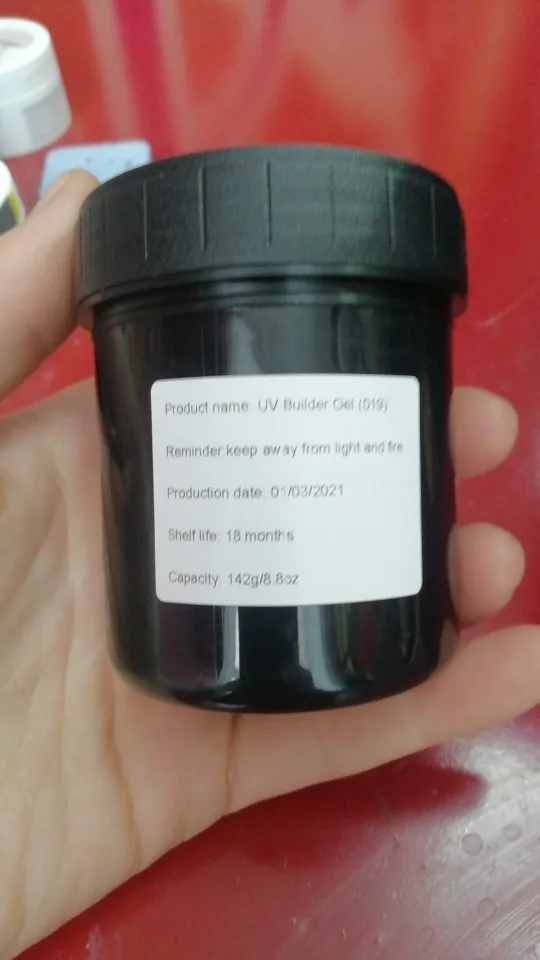 Product name: UV Builder Gel (019)
Reminder:keep away from light and fire
Production date: 01/03/2021
Shelf life: 18 months
Capacity: 142g/8.8oz